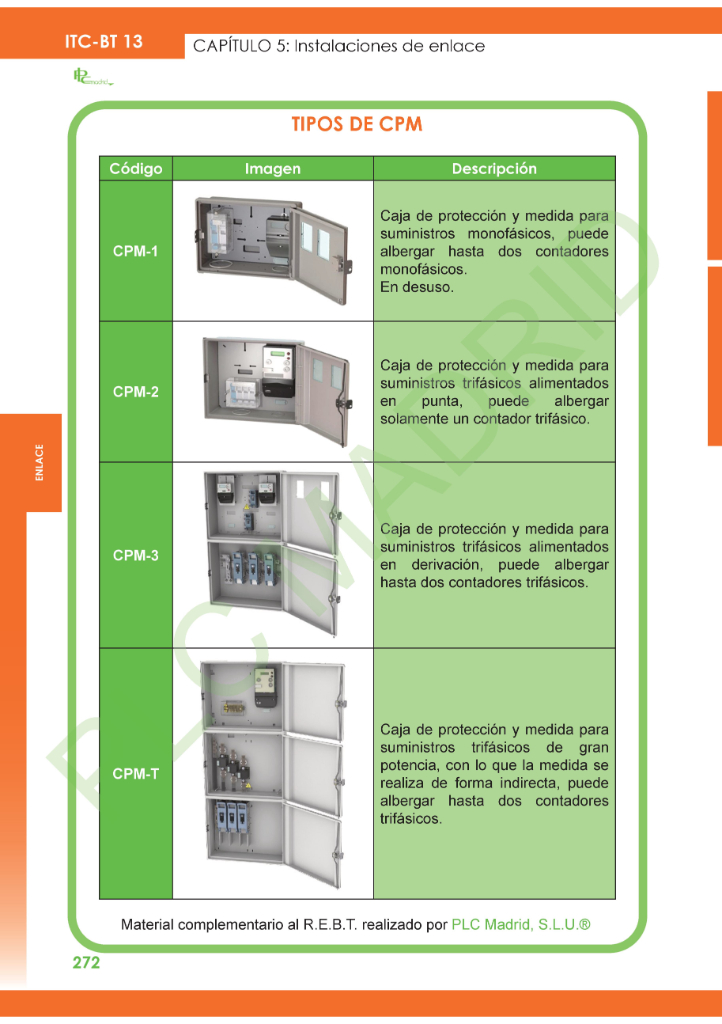 ITC-BT 13
CAPÍTULO 5: Instalaciones de enlace
PLC madrid
TIPOS DE CPM
Código
Imagen
Descripción
CPM-1
Caja de protección y medida para
suministros monofásicos, puede
albergar hasta dos contadores
monofásicos.
En desuso.
CPM-2
Caja de protección y medida para
suministros trifásicos alimentados
en punta, puede albergar
solamente un contador trifásico.
CPM-3
Caja de protección y medida para
suministros trifásicos alimentados
en derivación, puede albergar
hasta dos contadores trifásicos.
CPM-T
Caja de protección y medida para
suministros trifásicos de gran
potencia, con lo que la medida se
realiza de forma indirecta, puede
albergar hasta dos contadores
trifásicos.
ENLACE
PLC MADRID
Material complementario al R.E.B.T. realizado por PLC Madrid, S.L.U.®
272